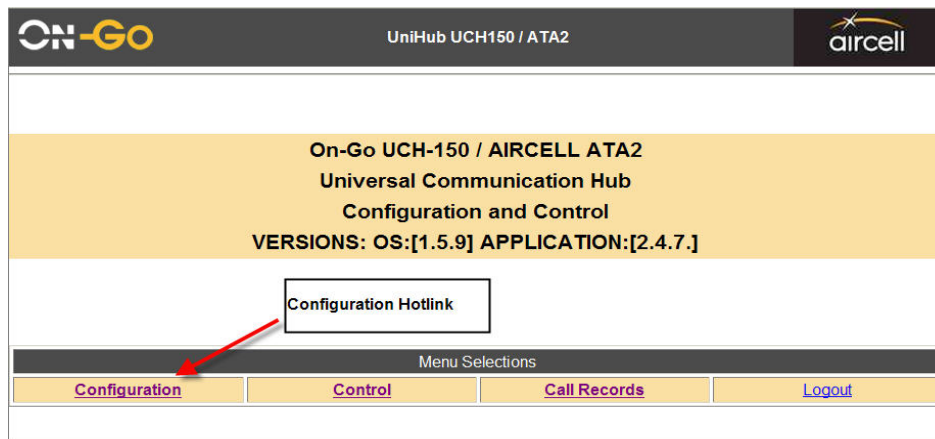 ON-GO
UniHub UCH150 / ATA2
aircell
On-Go UCH-150 / AIRCELL ATA2
Universal Communication Hub
Configuration and Control
VERSIONS: OS:[1.5.9] APPLICATION:[2.4.7.]
Configuration Hotlink
Menu Selections
Configuration Control Call Records Logout